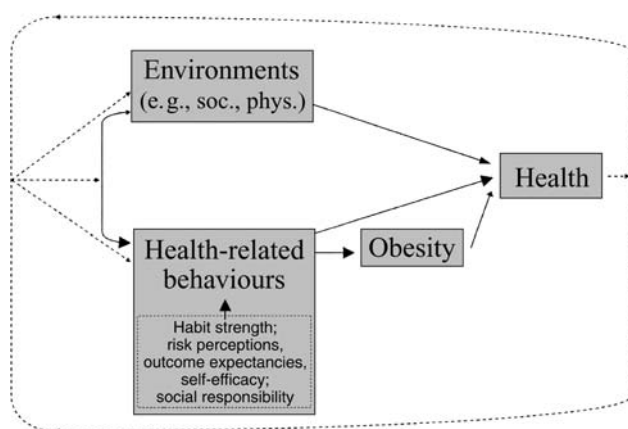 Environments
(e.g., soc., phys.)
Health
Health-related
behaviours
Obesity
Habit strength;
risk perceptions,
outcome expectancies,
self-efficacy;
social responsibility